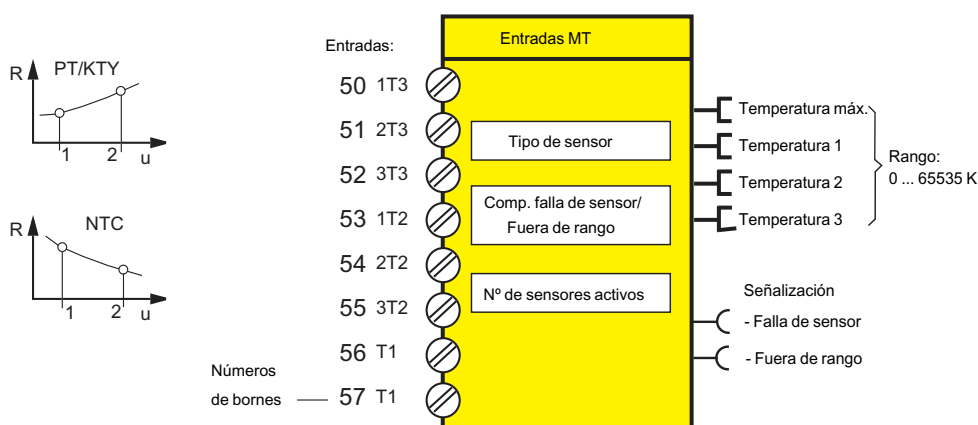 R
PT/KTY
1
2
u
R
NTC
1
2
u
Entradas:
50 1T3
51 2T3
52 3T3
53 1T2
54 2T2
55 3T2
56 T1
57 T1
Números
de bornes
Entradas MT
Tipo de sensor
Comp. falla de sensor/
Fuera de rango
Nº de sensores activos
Temperatura máx.
Temperatura 1
Temperatura 2
Temperatura 3
Rango:
0 ... 65535 K
Señalización
- Falla de sensor
- Fuera de rango